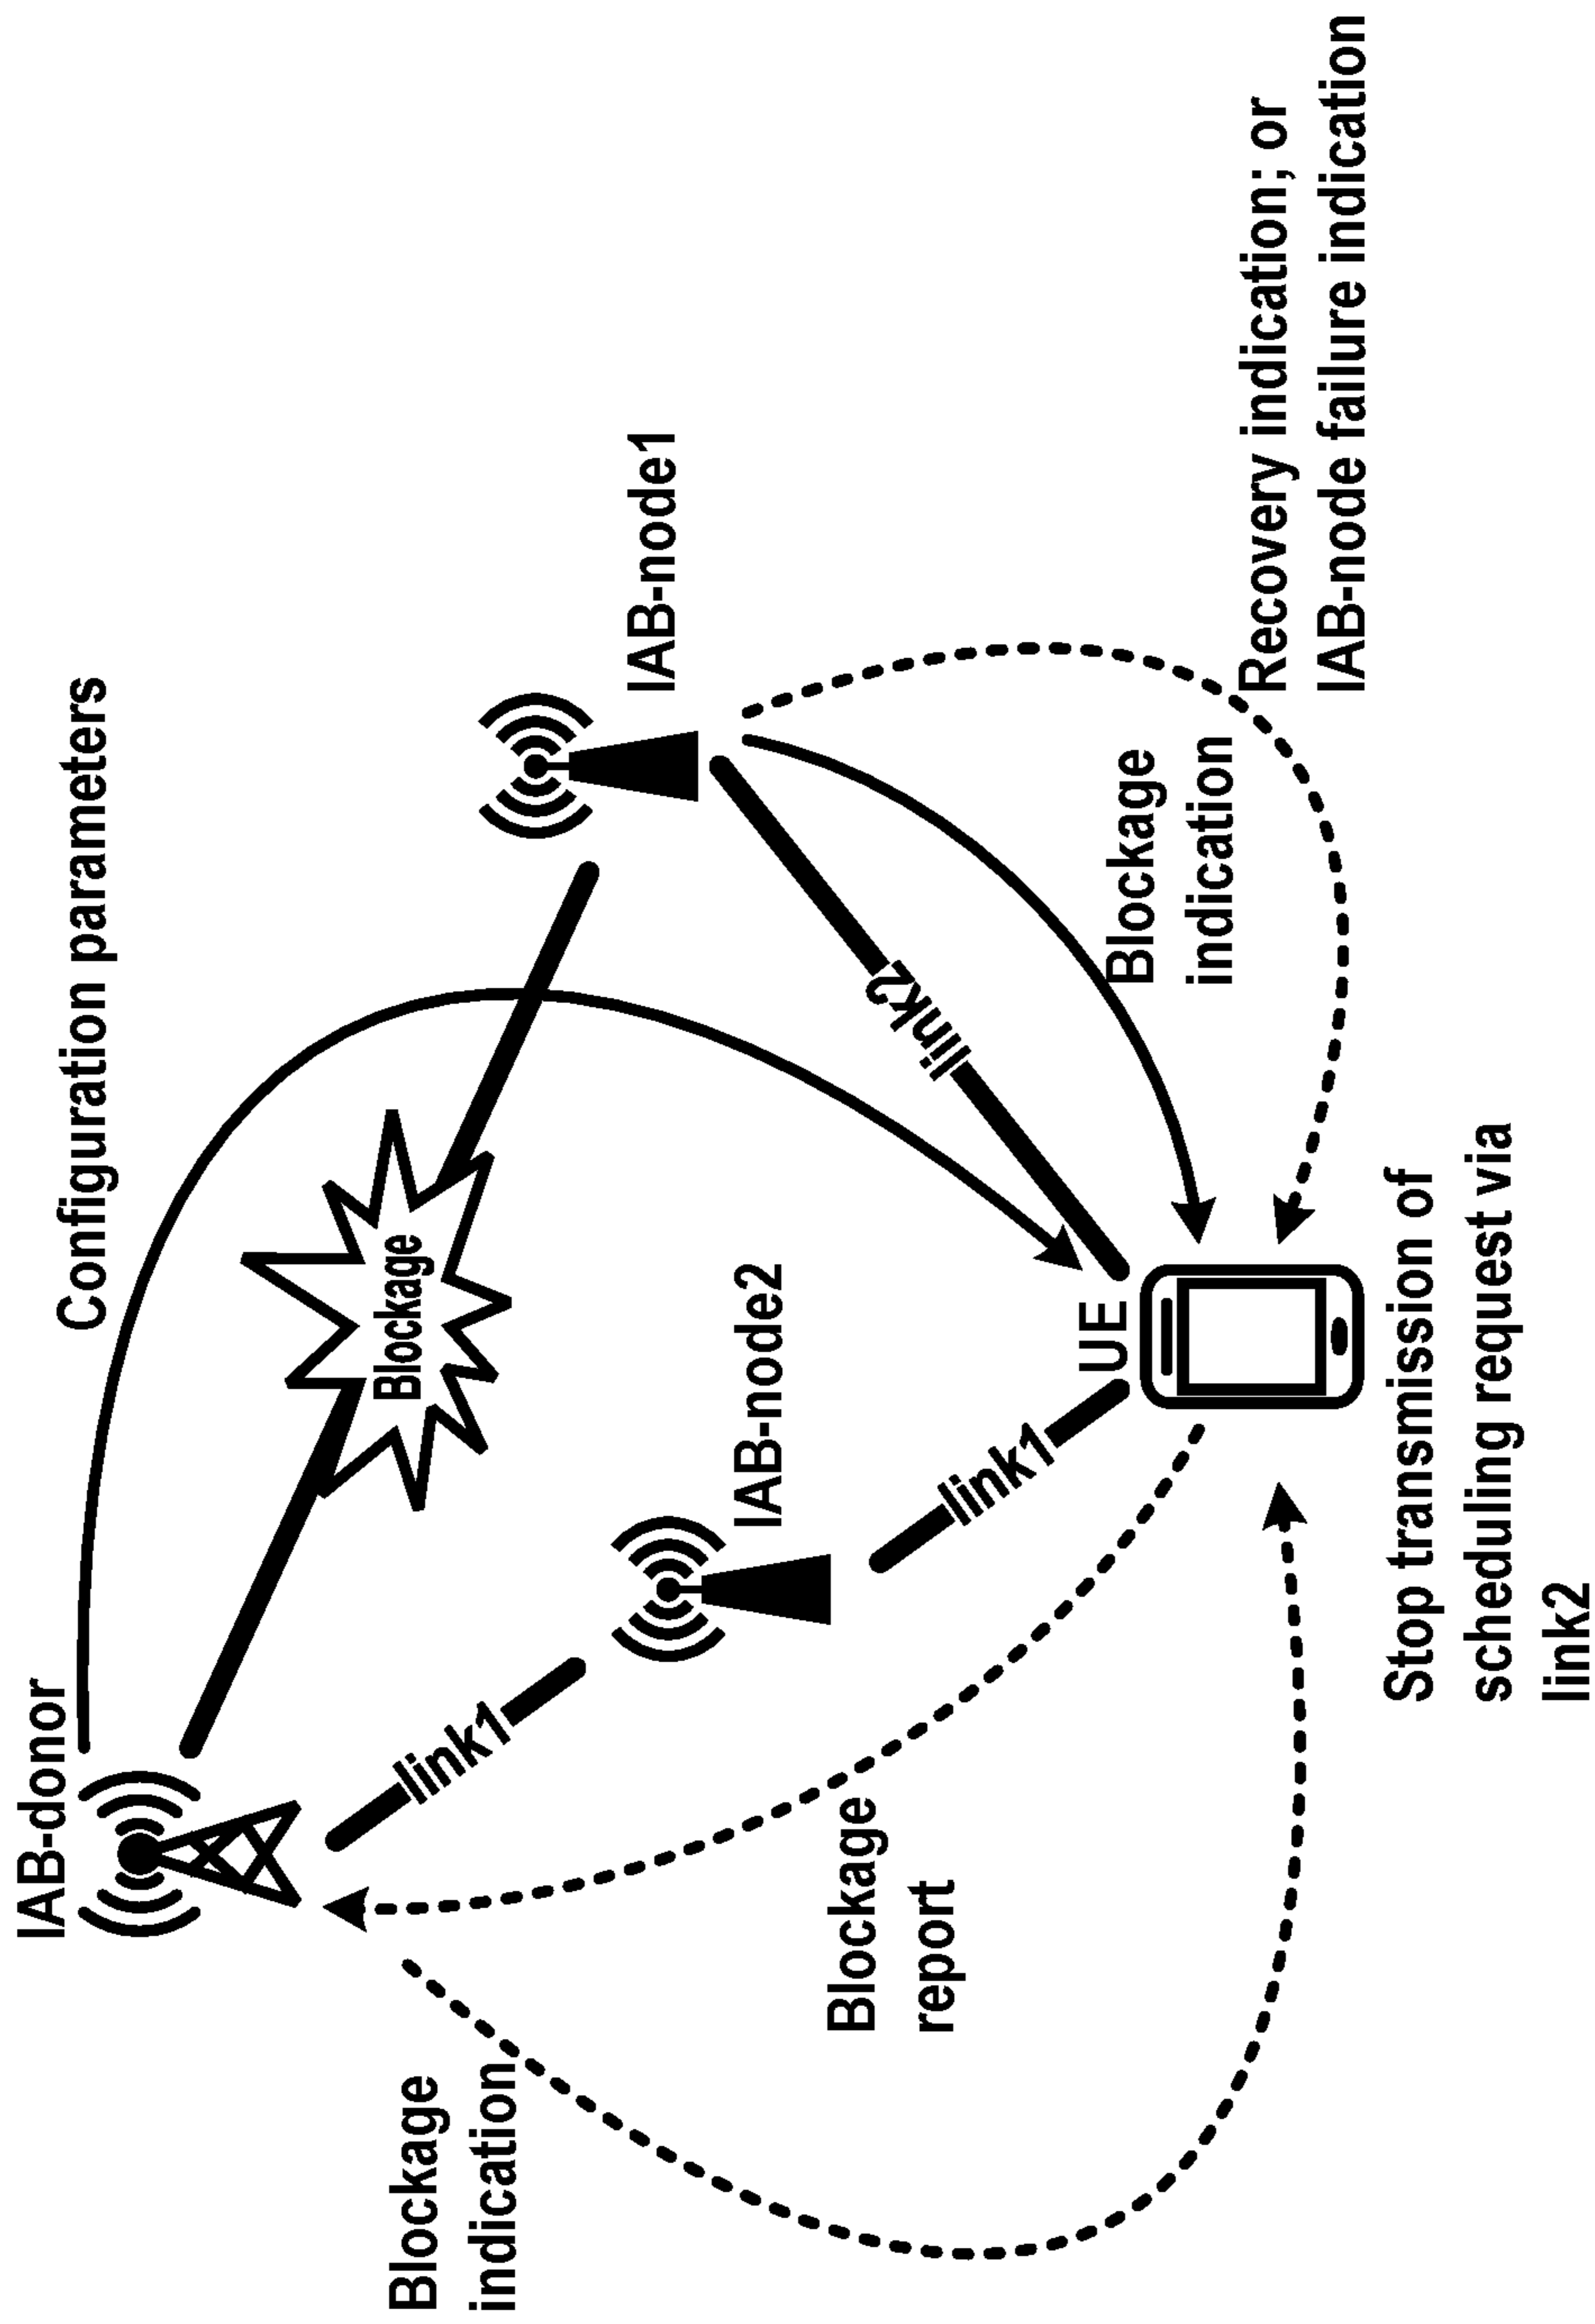 IAB-donor
Configuration parameters
Blockage
indication
link1
Blockage
IAB-node1
IAB-node2
Blockage
report
link1
UE
link2
Blockage
indication
Recovery indication; or
IAB-node failure indication
Stop transmission of
scheduling request via
link2